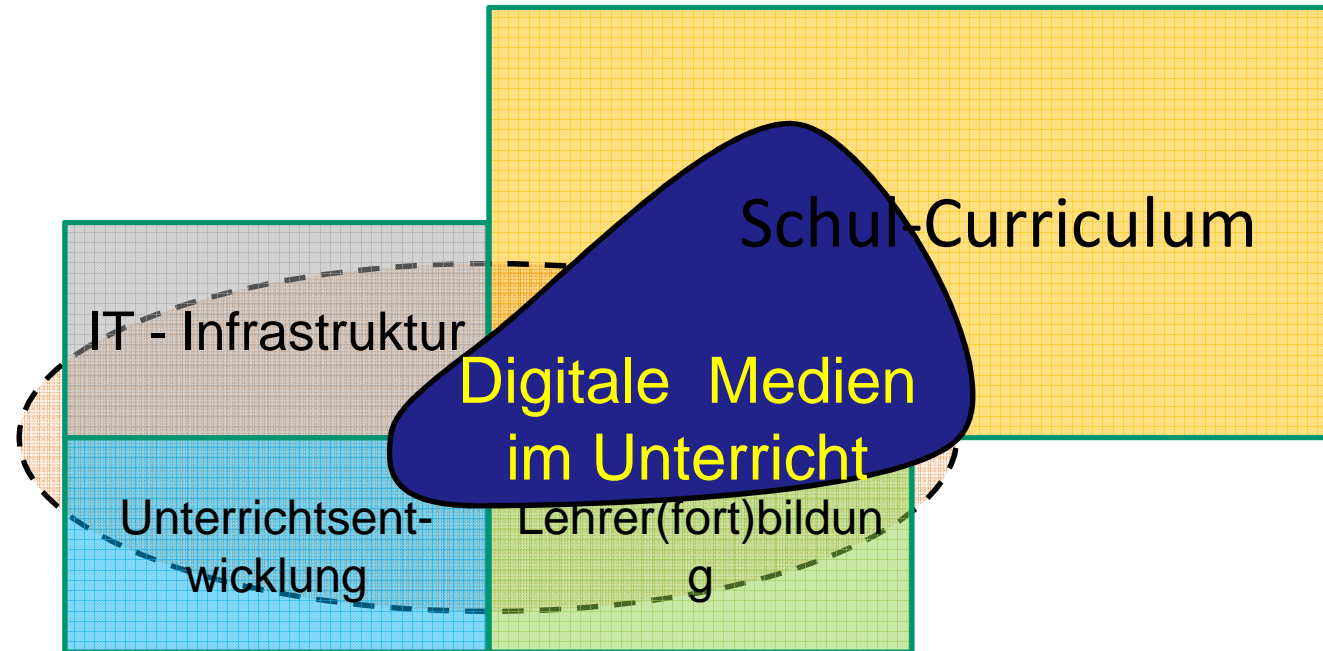 Schul-Curriculum
IT - Infrastruktur
Digitale Medien
im Unterricht
Unterrichtsent-
wicklung
Lehrer(fort)bildun
g